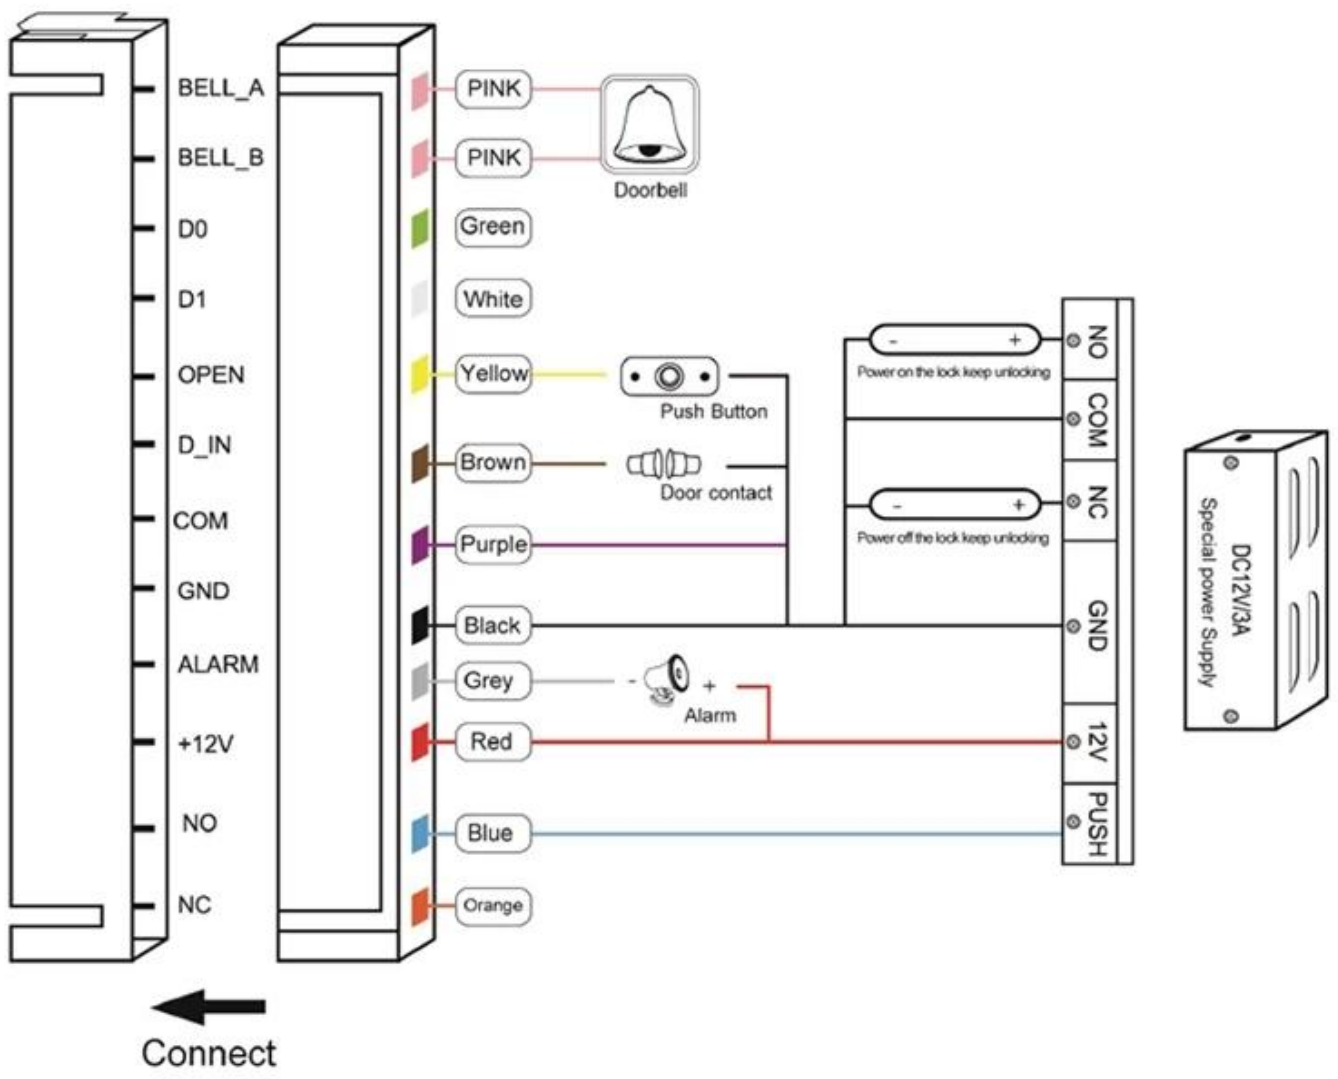 BELL_A
BELL_B
D0
D1
OPEN
D_IN
COM
GND
ALARM
+12V
NO
NC
Connect
PINK
PINK
Green
White
Yellow
Brown
Purple
Black
Grey
Red
Blue
Orange
Doorbell
Push Button
Door contact
- +
Alarm
- +
Power on the lock keep unlocking
- +
Power off the lock keep unlocking
NO
COM
NC
GND
12V
PUSH
DC12V/3A
Special power Supply